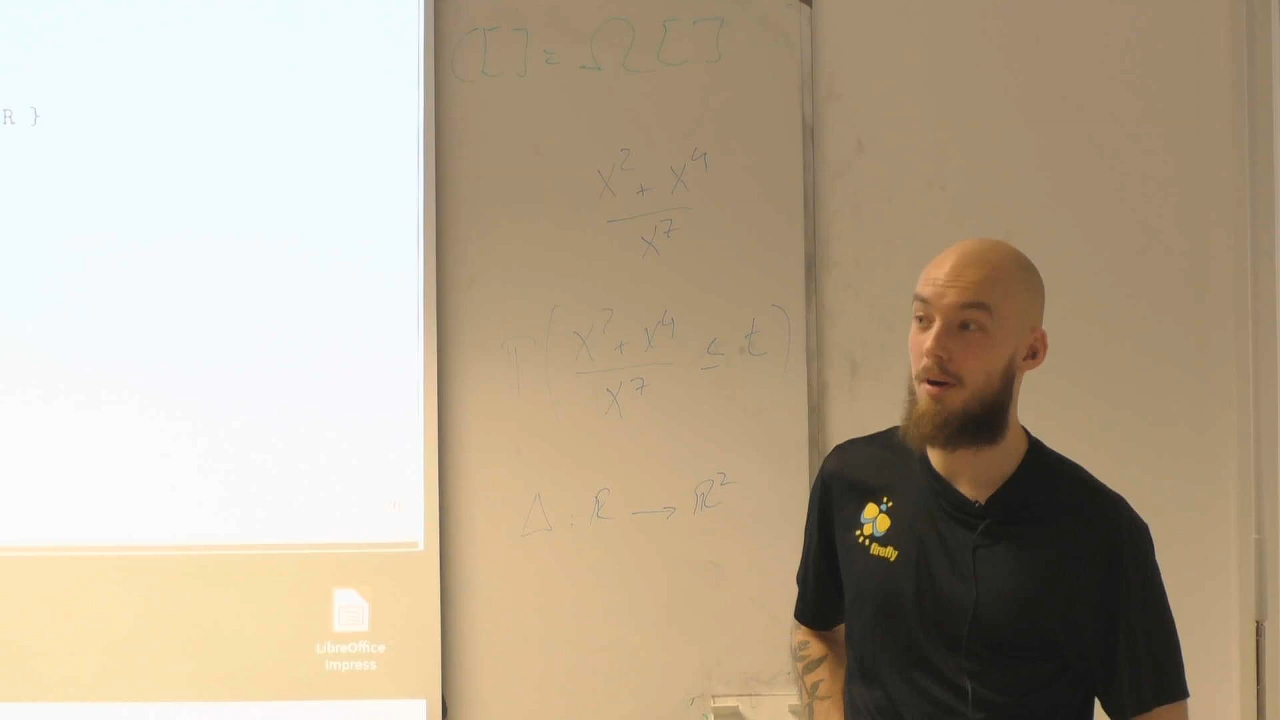 R }
C[] ≈ Ω[]
x² + x⁴
x⁷
P( x² + x⁴ ≤ t )
x⁷
Δ : R → R²
firefly
LibreOffice
Impress